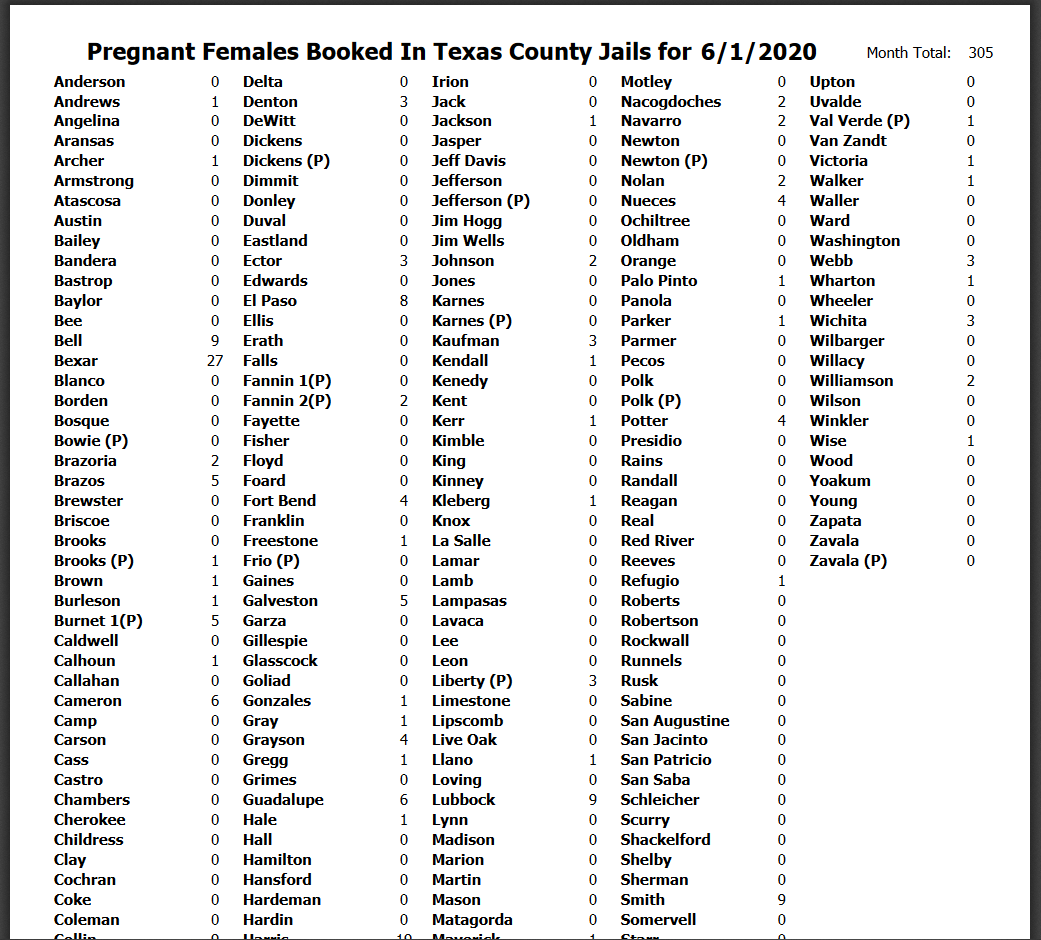 Pregnant Females Booked In Texas County Jails for 6/1/2020 Month Total: 305
Anderson 0 Delta 0 Irion 0 Motley 0 Upton 0
Andrews 1 Denton 3 Jack 0 Nacogdoches 2 Uvalde 0
Angelina 0 DeWitt 0 Jackson 1 Navarro 2 Val Verde (P) 1
Aransas 0 Dickens 0 Jasper 0 Newton 0 Van Zandt 0
Archer 1 Dickens (P) 0 Jeff Davis 0 Newton (P) 0 Victoria 1
Armstrong 0 Dimmit 0 Jefferson 0 Nolan 2 Walker 1
Atascosa 0 Donley 0 Jefferson (P) 0 Nueces 4 Waller 0
Austin 0 Duval 0 Jim Hogg 0 Ochiltree 0 Ward 0
Bailey 0 Eastland 0 Jim Wells 0 Oldham 0 Washington 0
Bandera 0 Ector 3 Johnson 2 Orange 0 Webb 3
Bastrop 0 Edwards 0 Jones 0 Palo Pinto 1 Wharton 1
Baylor 0 El Paso 8 Karnes 0 Panola 0 Wheeler 0
Bee 0 Ellis 0 Karnes (P) 0 Parker 1 Wichita 3
Bell 9 Erath 0 Kaufman 3 Parmer 0 Wilbarger 0
Bexar 27 Falls 0 Kendall 1 Pecos 0 Willacy 0
Blanco 0 Fannin 1(P) 0 Kenedy 0 Polk 0 Williamson 2
Borden 0 Fannin 2(P) 2 Kent 0 Polk (P) 0 Wilson 0
Bosque 0 Fayette 0 Kerr 1 Potter 4 Winkler 0
Bowie (P) 0 Fisher 0 Kimble 0 Presidio 0 Wise 1
Brazoria 2 Floyd 0 King 0 Rains 0 Wood 0
Brazos 5 Foard 0 Kinney 0 Randall 0 Yoakum 0
Brewster 0 Fort Bend 4 Kleberg 1 Reagan 0 Young 0
Briscoe 0 Franklin 0 Knox 0 Real 0 Zapata 0
Brooks 0 Freestone 1 La Salle 0 Red River 0 Zavala 0
Brooks (P) 1 Frio (P) 0 Lamar 0 Reeves 0 Zavala (P) 0
Brown 1 Gaines 0 Lamb 0 Refugio 1
Burleson 1 Galveston 5 Lampasas 0 Roberts 0
Burnet 1(P) 5 Garza 0 Lavaca 0 Robertson 0
Caldwell 0 Gillespie 0 Lee 0 Rockwall 0
Calhoun 1 Glasscock 0 Leon 0 Runnels 0
Callahan 0 Goliad 0 Liberty (P) 3 Rusk 0
Cameron 6 Gonzales 1 Limestone 0 Sabine 0
Camp 0 Gray 1 Lipscomb 0 San Augustine 0
Carson 0 Grayson 4 Live Oak 0 San Jacinto 0
Cass 0 Gregg 1 Llano 1 San Patricio 0
Castro 0 Grimes 0 Loving 0 San Saba 0
Chambers 0 Guadalupe 6 Lubbock 9 Schleicher 0
Cherokee 0 Hale 1 Lynn 0 Scurry 0
Childress 0 Hall 0 Madison 0 Shackelford 0
Clay 0 Hamilton 0 Marion 0 Shelby 0
Cochran 0 Hansford 0 Martin 0 Sherman 0
Coke 0 Hardeman 0 Mason 0 Smith 9
Coleman 0 Hardin 0 Matagorda 0 Somervell 0
Collin Harris Maverick 1 Starr